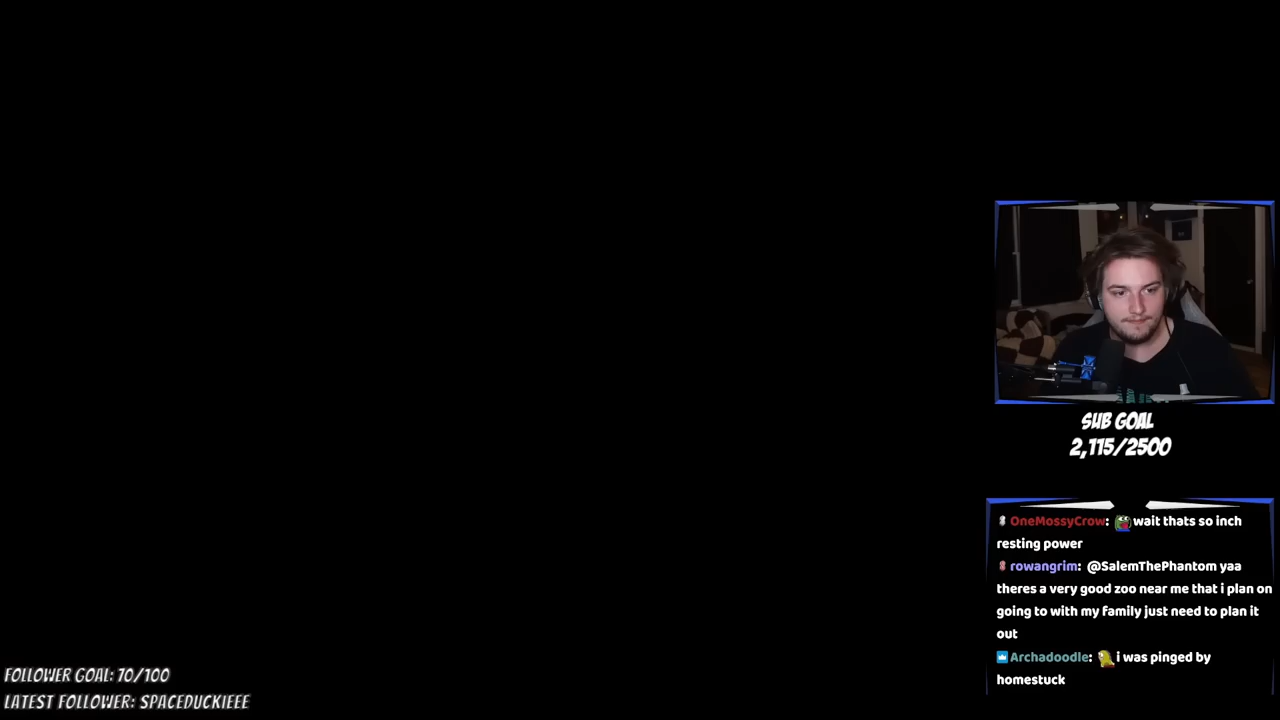 SUB GOAL
2,115/2500
OneMossyCrow: wait thats so inch
resting power
rowangrim: @SalemThePhantom yaa
theres a very good zoo near me that i plan on
going to with my family just need to plan it
out
Archadoodle: i was pinged by
homestuck
FOLLOWER GOAL: 70/100
LATEST FOLLOWER: SPACEDUCKIEEE